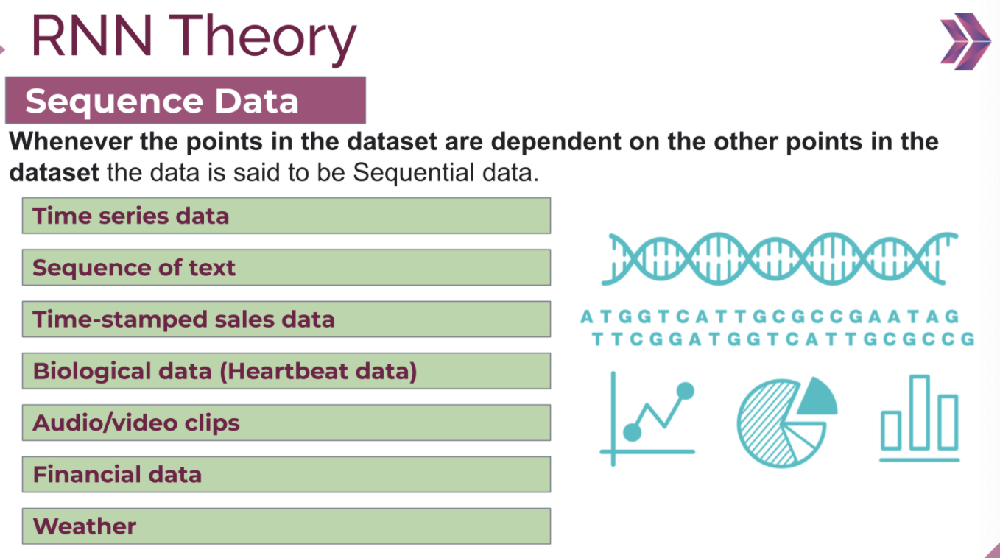 RNN Theory
Sequence Data
Whenever the points in the dataset are dependent on the other points in the
dataset the data is said to be Sequential data.
Time series data
Sequence of text
Time-stamped sales data
Biological data (Heartbeat data)
Audio/video clips
Financial data
Weather
ATGGTCATTGCGCCGAATAG
TTCGGATGGTCATTGCGCCG